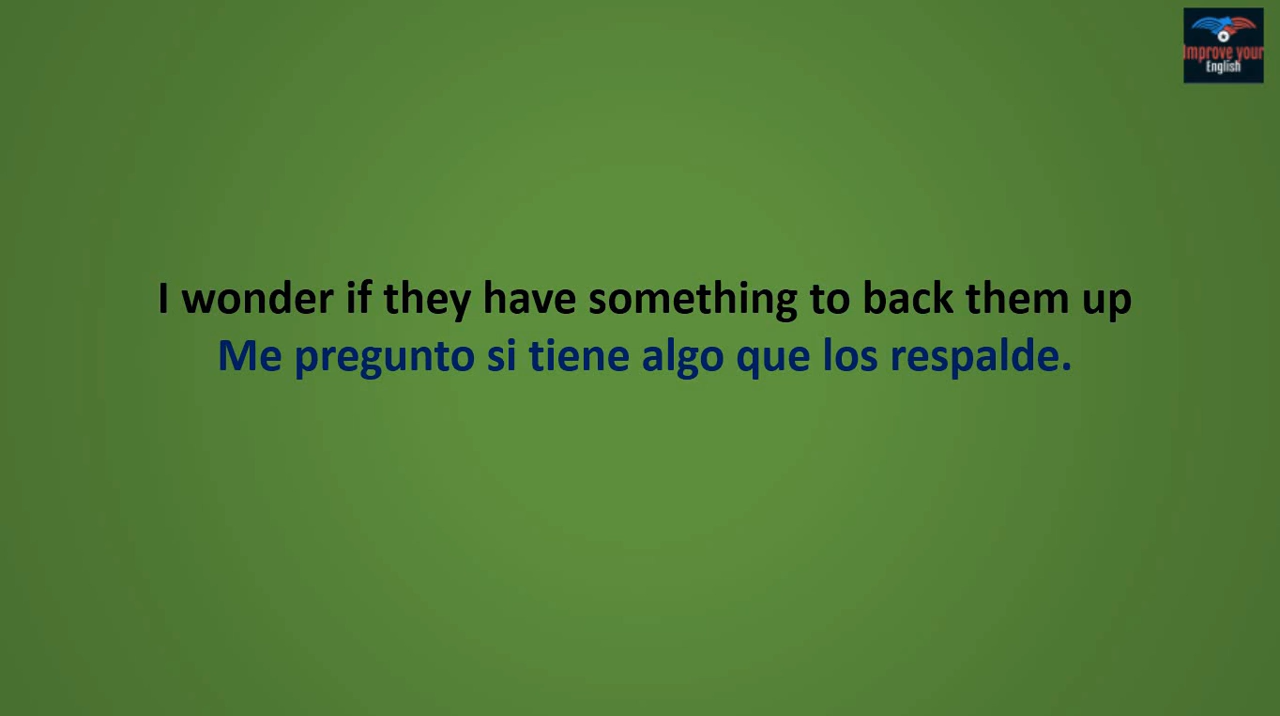 Improve your
English
I wonder if they have something to back them up
Me pregunto si tiene algo que los respalde.